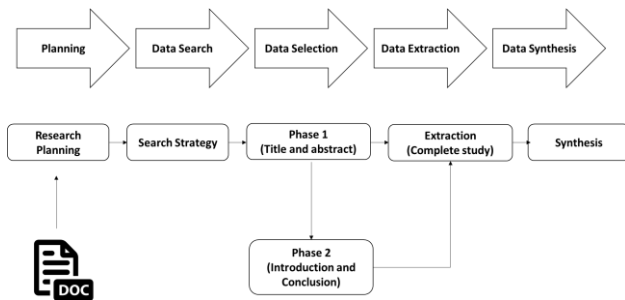 Planning
Data Search
Data Selection
Data Extraction
Data Synthesis
Research
Planning
Search Strategy
Phase 1
(Title and abstract)
Extraction
(Complete study)
Synthesis
Phase 2
(Introduction and
Conclusion)
DOC